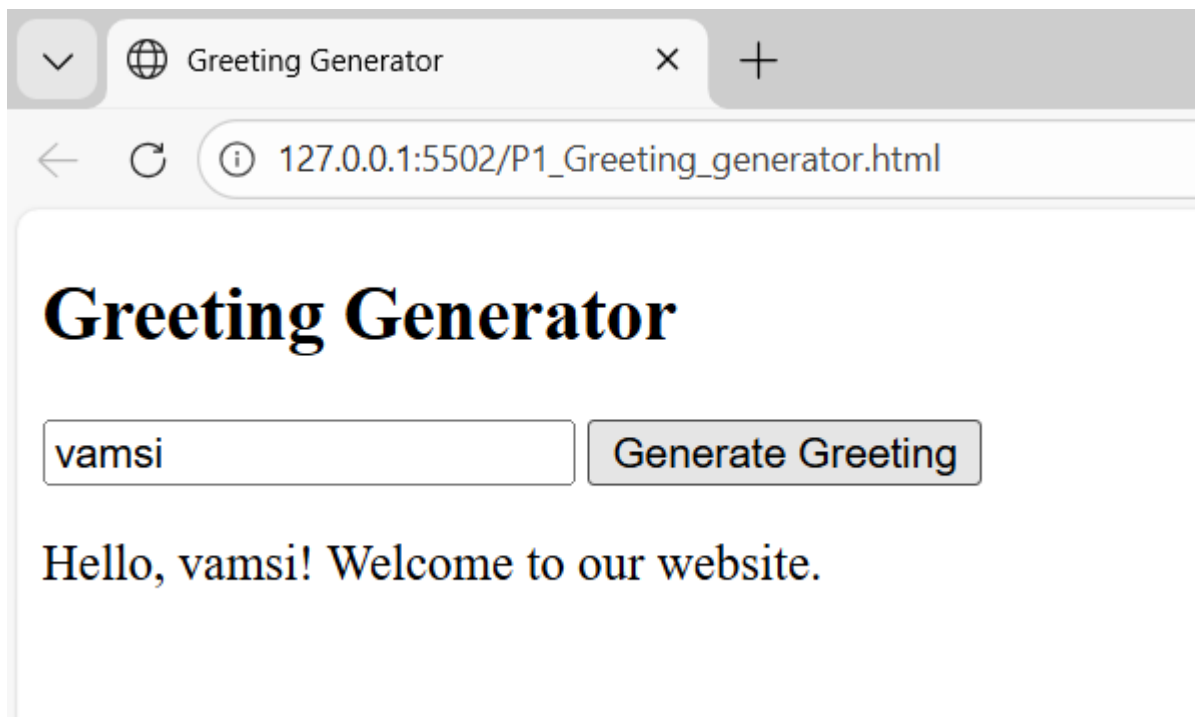 Greeting Generator
127.0.0.1:5502/P1_Greeting_generator.html
Greeting Generator
vamsi Generate Greeting
Hello, vamsi! Welcome to our website.